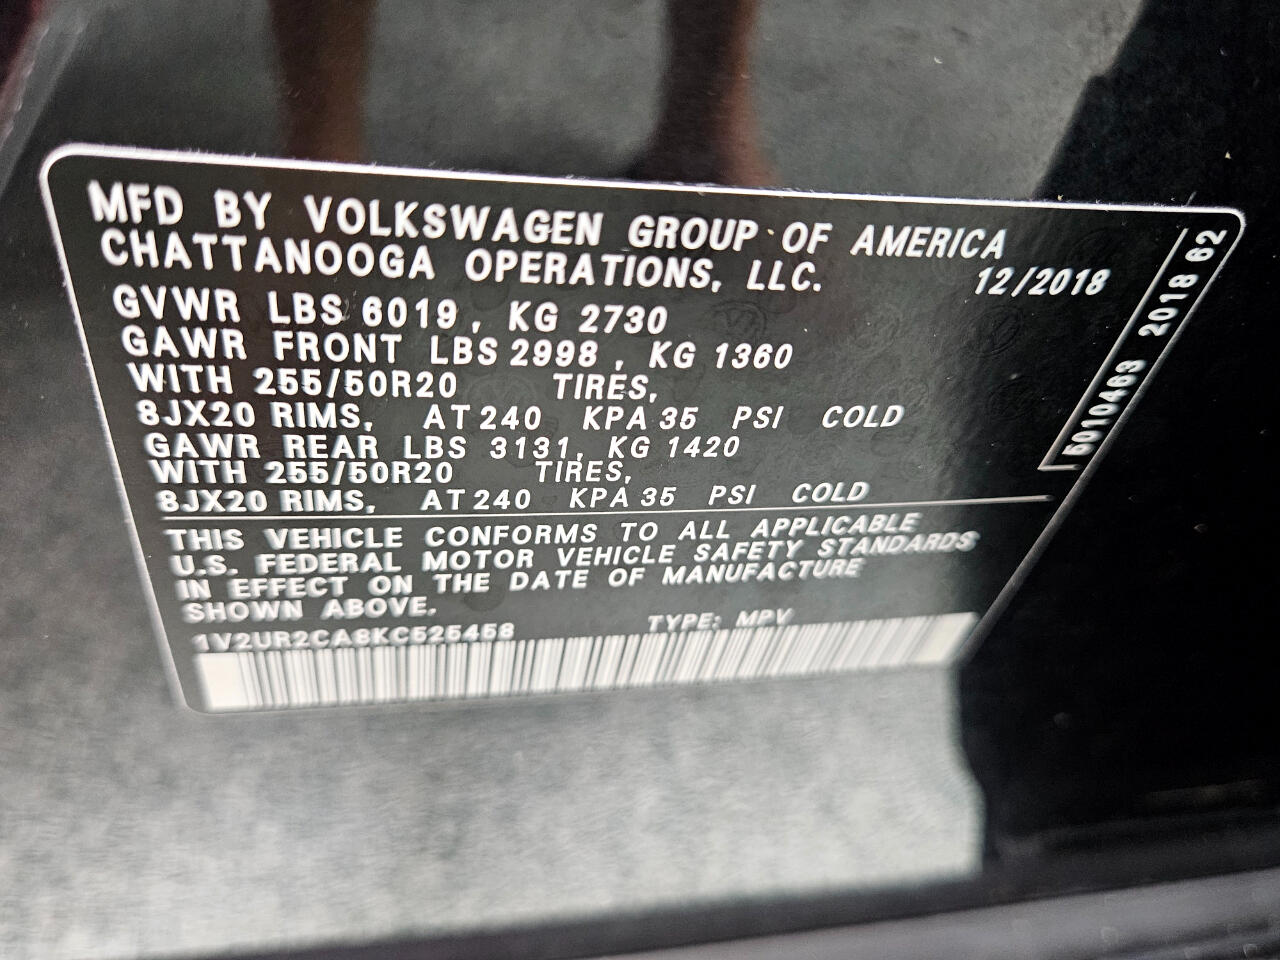 MFD BY VOLKSWAGEN GROUP OF AMERICA
CHATTANOOGA OPERATIONS, LLC.
12/2018
GVWR LBS 6019, KG 2730
GAWR FRONT LBS 2998, KG 1360
WITH 255/50R20 TIRES,
8JX20 RIMS, AT 240 KPA 35 PSI COLD
GAWR REAR LBS 3131, KG 1420
WITH 255/50R20 TIRES,
8JX20 RIMS, AT 240 KPA 35 PSI COLD
THIS VEHICLE CONFORMS TO ALL APPLICABLE
U.S. FEDERAL MOTOR VEHICLE SAFETY STANDARDS
IN EFFECT ON THE DATE OF MANUFACTURE
SHOWN ABOVE.
1V2UR2CA8KC525458 TYPE: MPV
5010463 2018 62